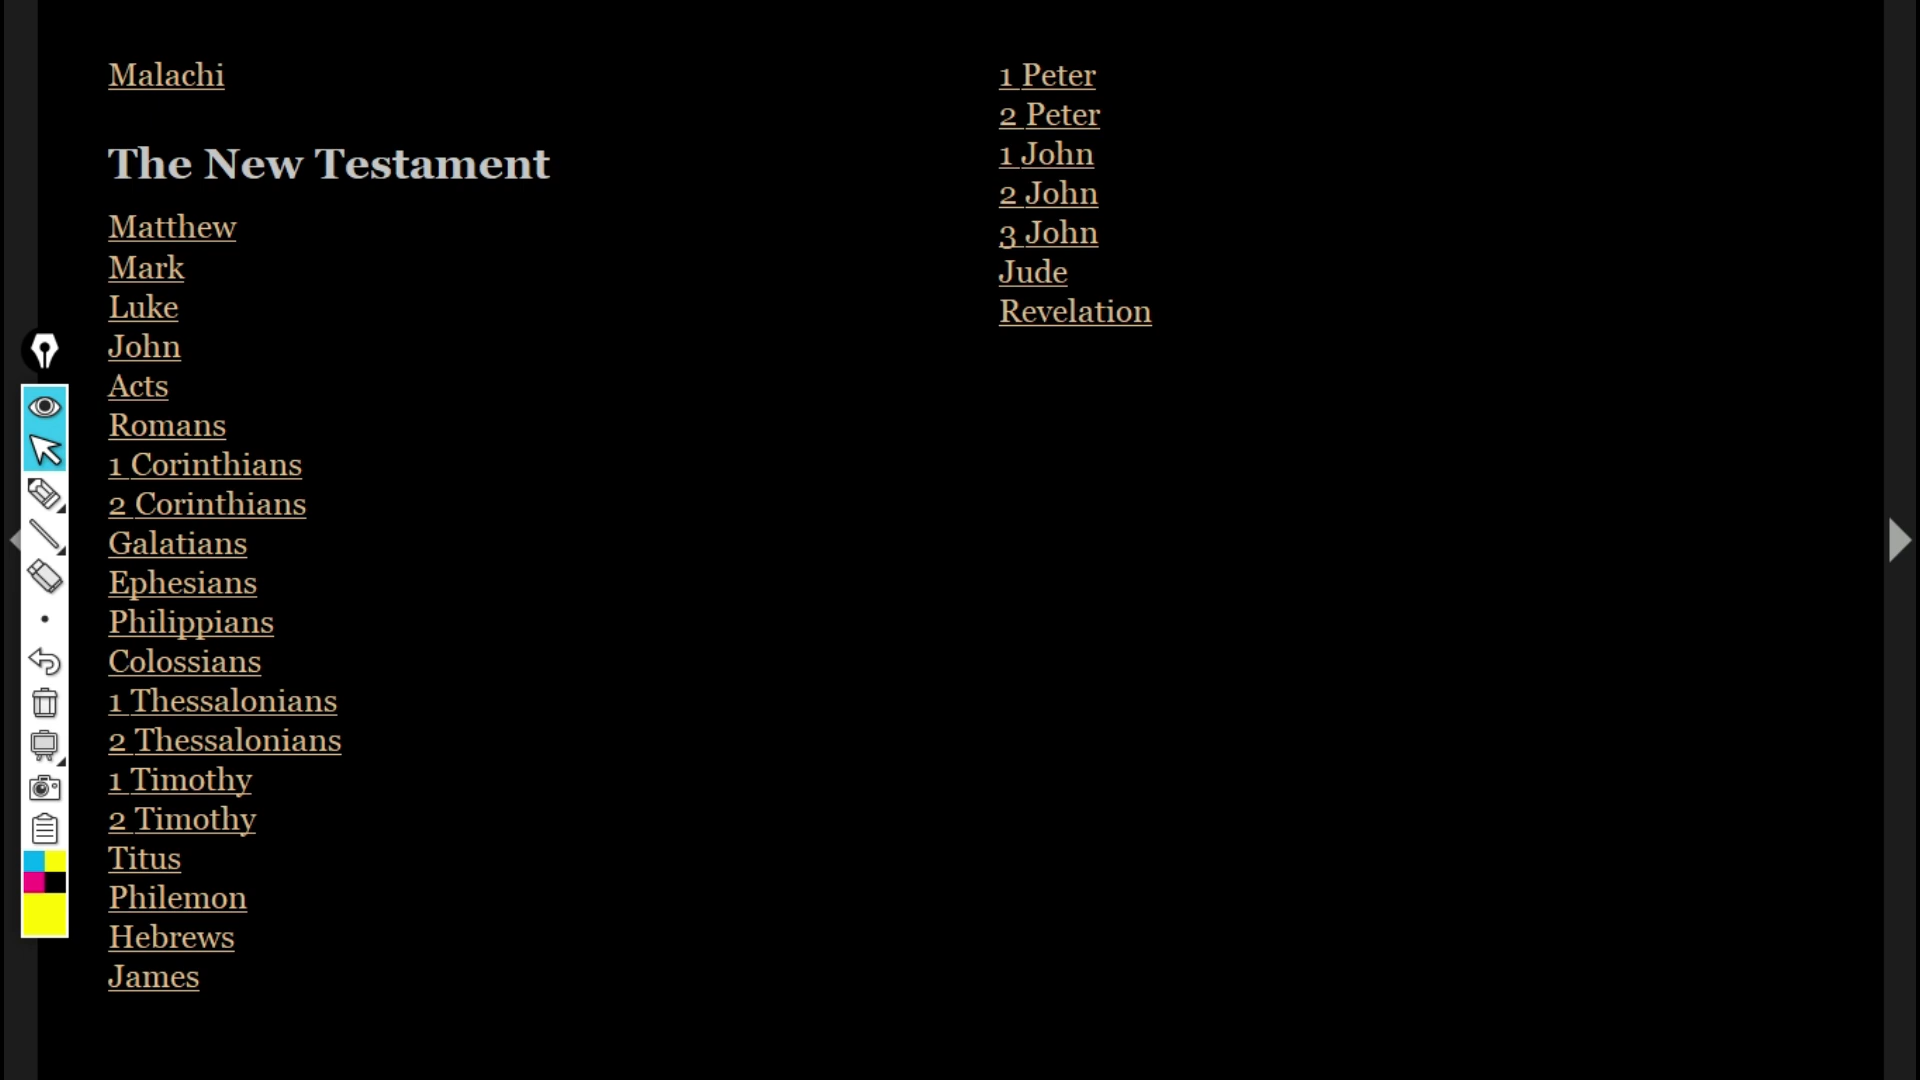 Malachi
The New Testament
Matthew
Mark
Luke
John
Acts
Romans
1 Corinthians
2 Corinthians
Galatians
Ephesians
Philippians
Colossians
1 Thessalonians
2 Thessalonians
1 Timothy
2 Timothy
Titus
Philemon
Hebrews
James
1 Peter
2 Peter
1 John
2 John
3 John
Jude
Revelation